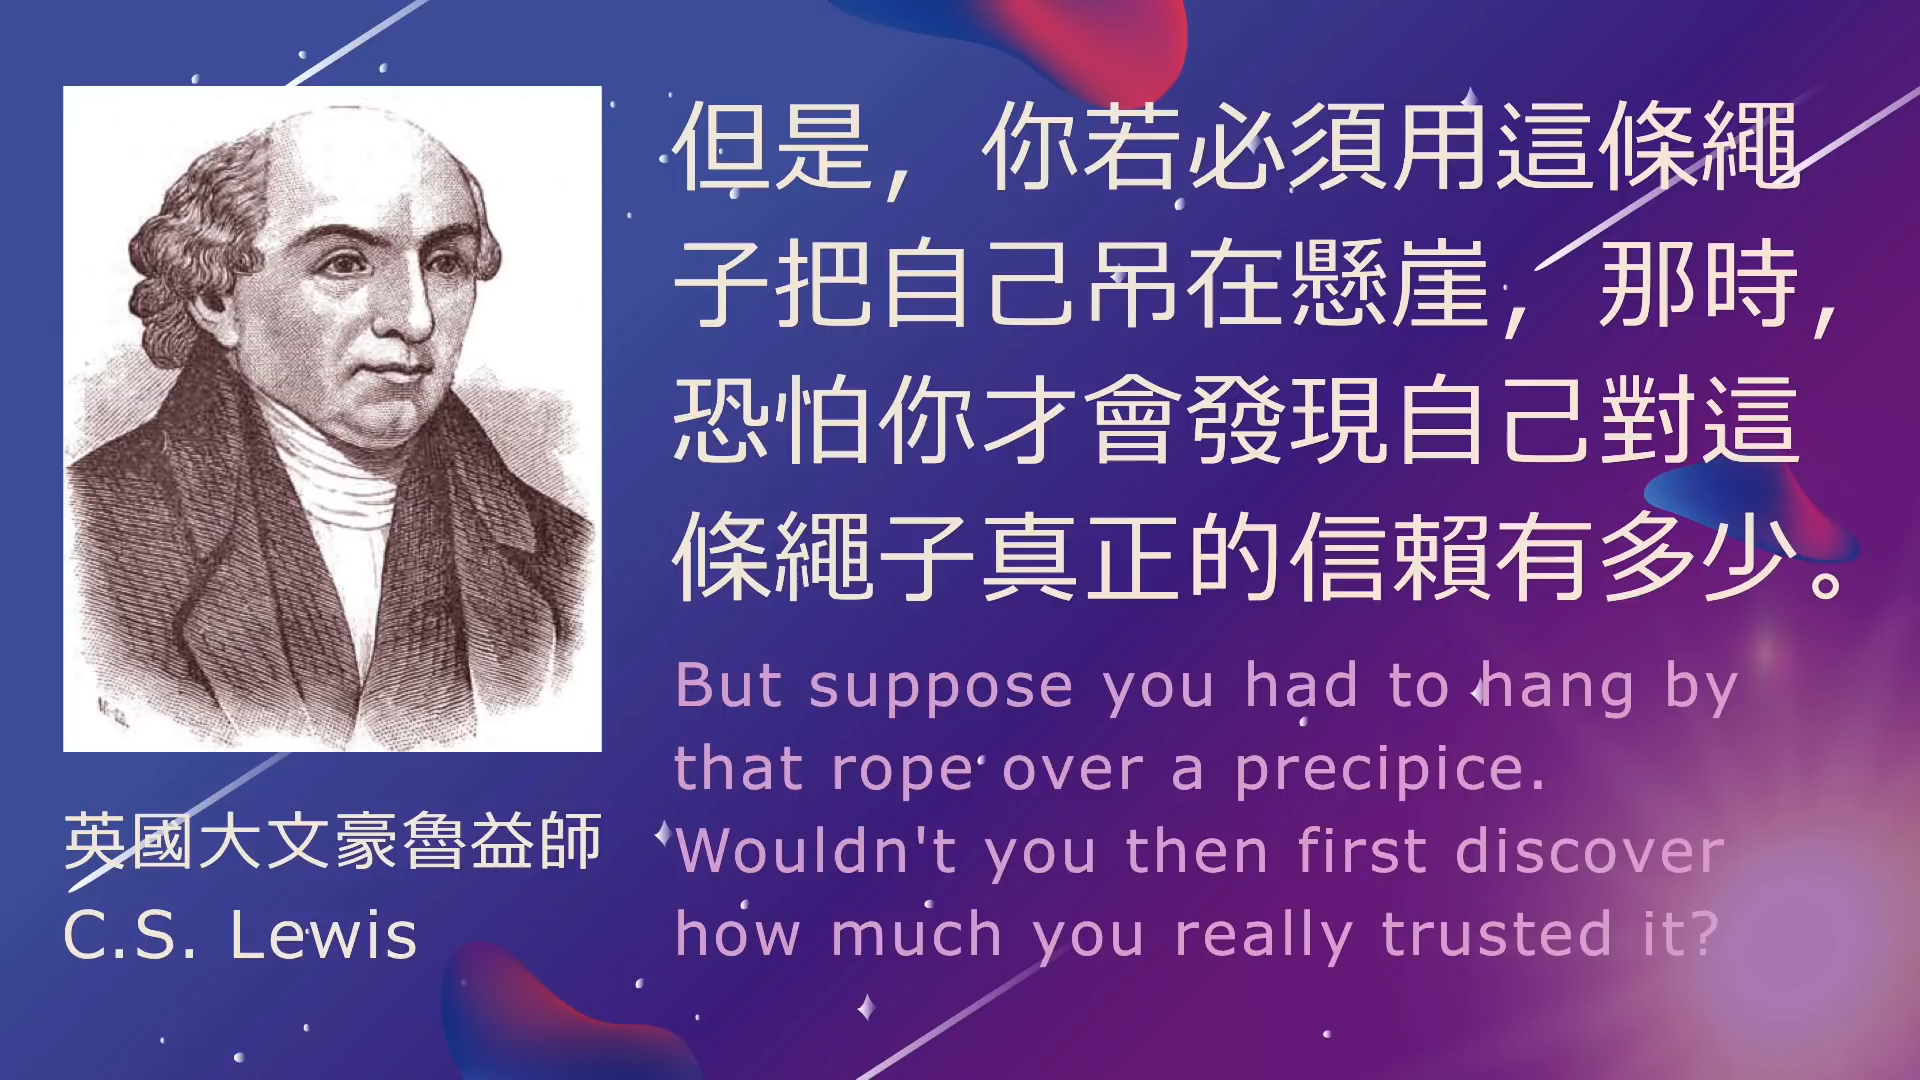 但是，你若必須用這條繩
子把自己吊在懸崖，那時，
恐怕你才會發現自己對這
條繩子真正的信賴有多少。
But suppose you had to hang by
that rope over a precipice.
Wouldn't you then first discover
how much you really trusted it?
英國大文豪魯益師
C.S. Lewis